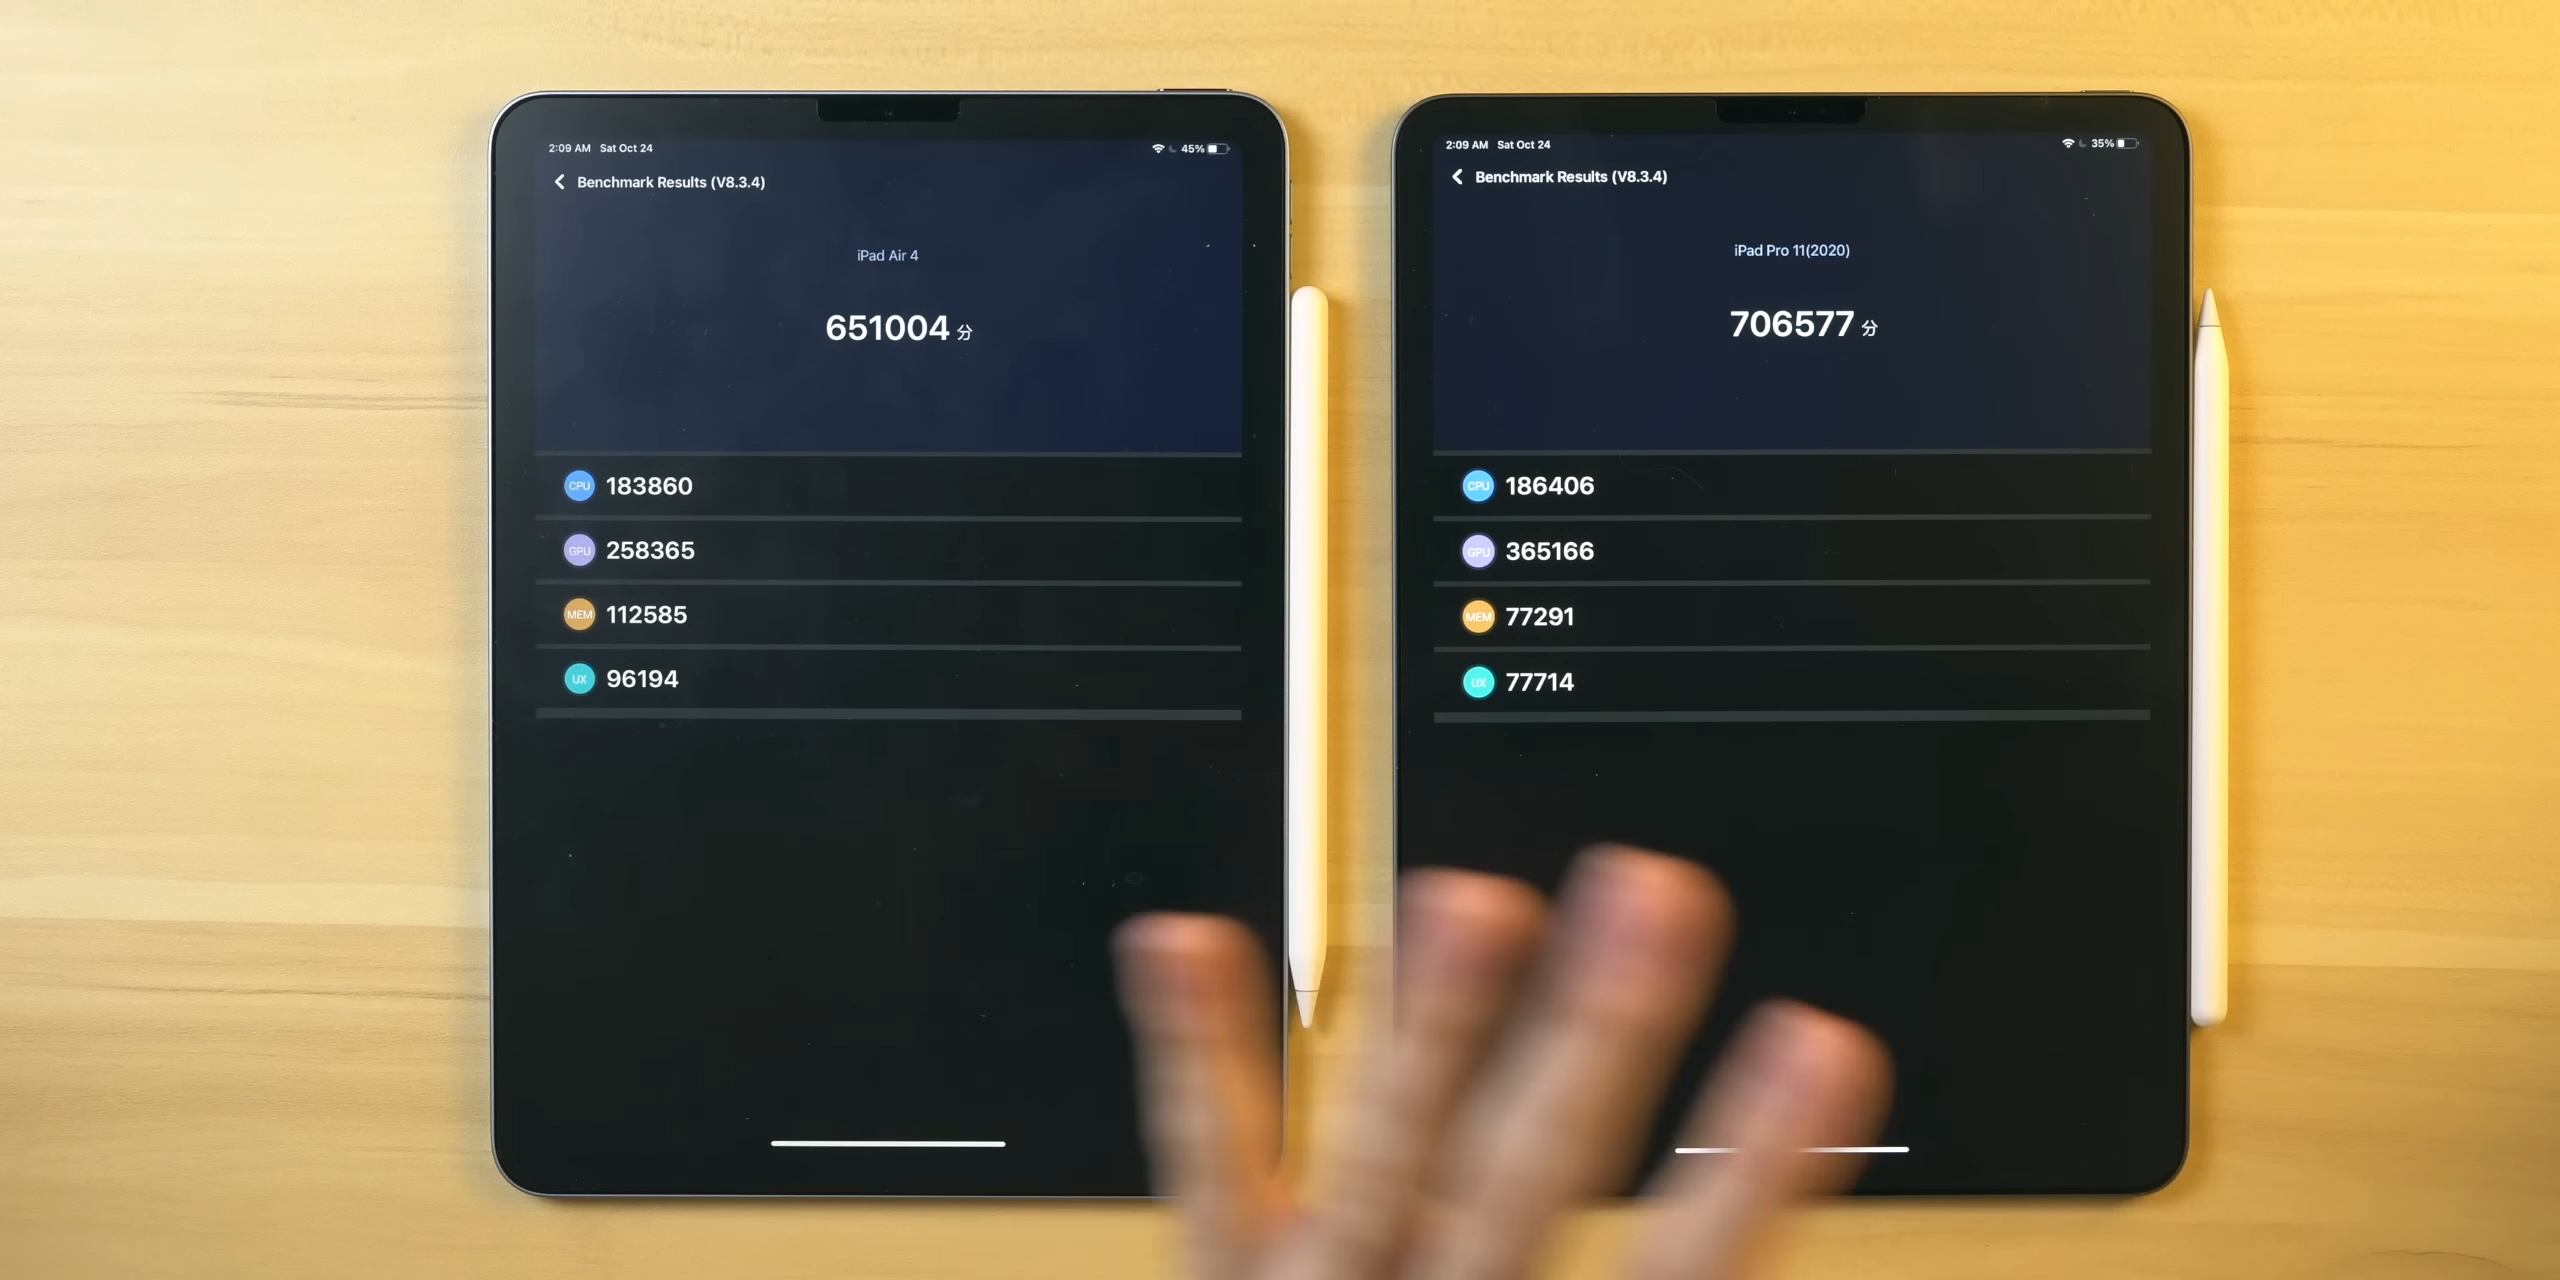 2:09 AM Sat Oct 24 45%
Benchmark Results (V8.3.4)
iPad Air 4
651004 分
CPU 183860
GPU 258365
MEM 112585
UX 96194
2:09 AM Sat Oct 24 35%
Benchmark Results (V8.3.4)
iPad Pro 11(2020)
706577 分
CPU 186406
GPU 365166
MEM 77291
UX 77714